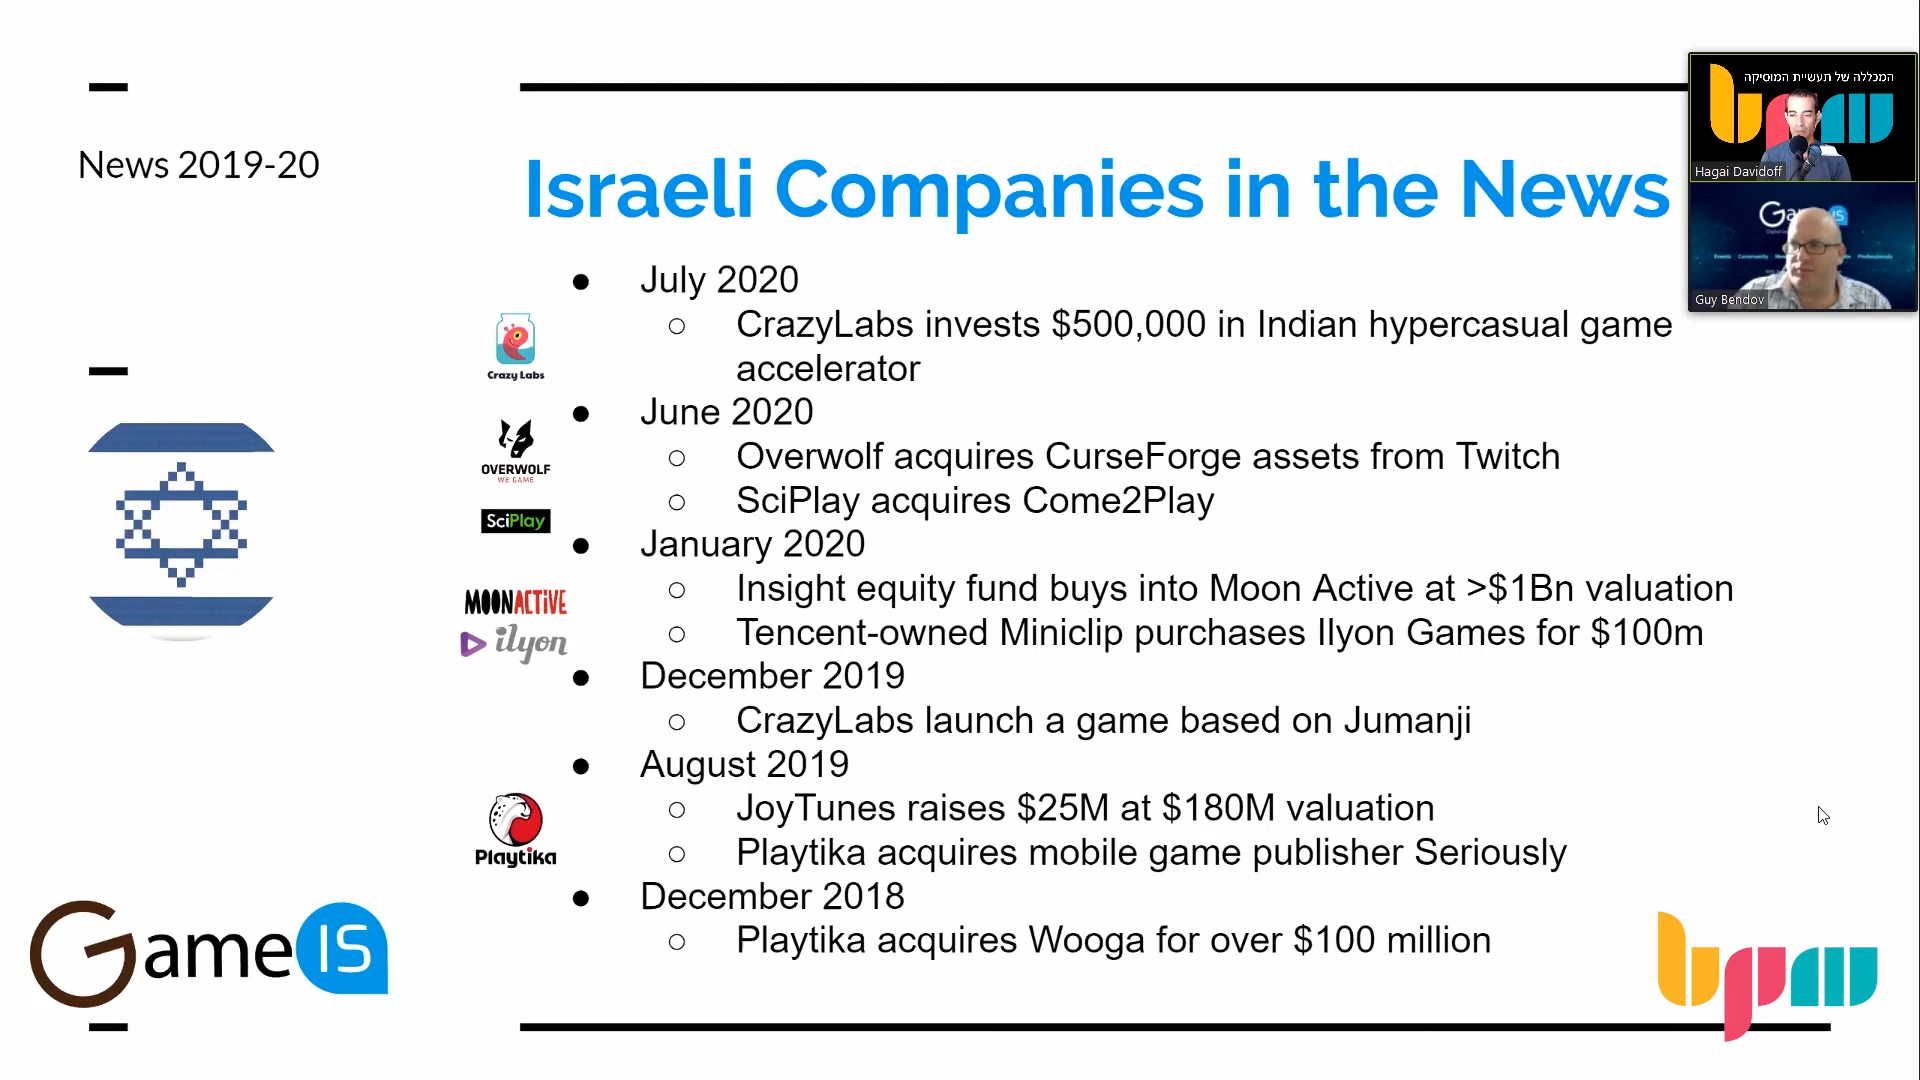 News 2019-20
Israeli Companies in the News
July 2020
CrazyLabs invests $500,000 in Indian hypercasual game
accelerator
June 2020
Overwolf acquires CurseForge assets from Twitch
SciPlay acquires Come2Play
January 2020
Insight equity fund buys into Moon Active at >$1Bn valuation
Tencent-owned Miniclip purchases Ilyon Games for $100m
December 2019
CrazyLabs launch a game based on Jumanji
August 2019
JoyTunes raises $25M at $180M valuation
Playtika acquires mobile game publisher Seriously
December 2018
Playtika acquires Wooga for over $100 million
Crazy Labs
OVERWOLF
WE GAME
SciPlay
MOONACTIVE
ilyon
Playtika
GameIS
bpm
המכללה של תעשיית המוסיקה
bpm
Hagai Davidoff
Guy Bendov